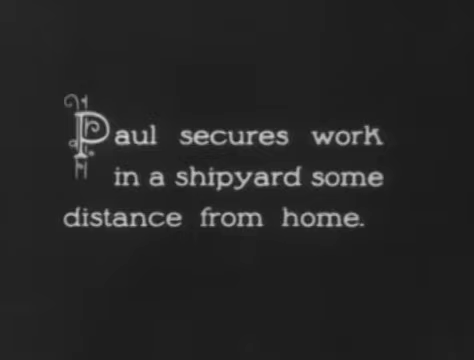 Paul secures work
in a shipyard some
distance from home.